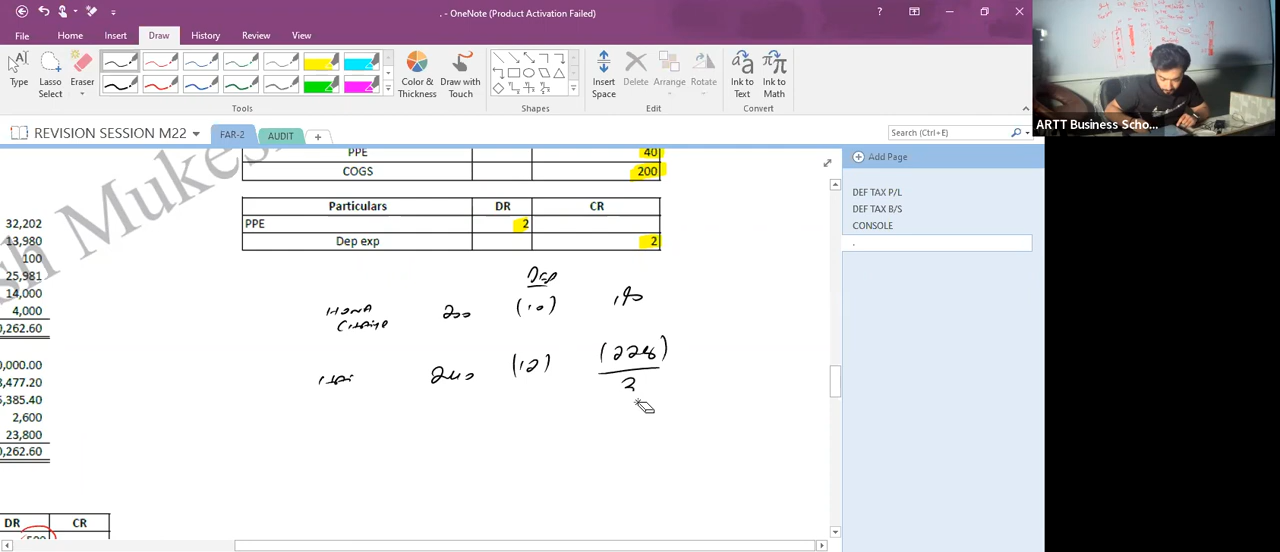 . - OneNote (Product Activation Failed)
File Home Insert Draw History Review View
Type Lasso Select Eraser Color & Thickness Draw with Touch Insert Space Delete Arrange Rotate Ink to Text Ink to Math
Tools Shapes Edit Convert
ARTT Business Scho...
REVISION SESSION M22 FAR-2 AUDIT + Search (Ctrl+E)
Add Page
DEF TAX P/L
DEF TAX B/S
CONSOLE
.
sh Mukesh
PPE 40
COGS 200
Particulars DR CR
PPE 2
Dep exp 2
32,202
13,980
100
25,981
14,000
4,000
0,262.60
0,000.00
8,477.20
5,385.40
2,600
23,800
0,262.60
DEP
200 (10)
240 (12) (228)
DR CR
500